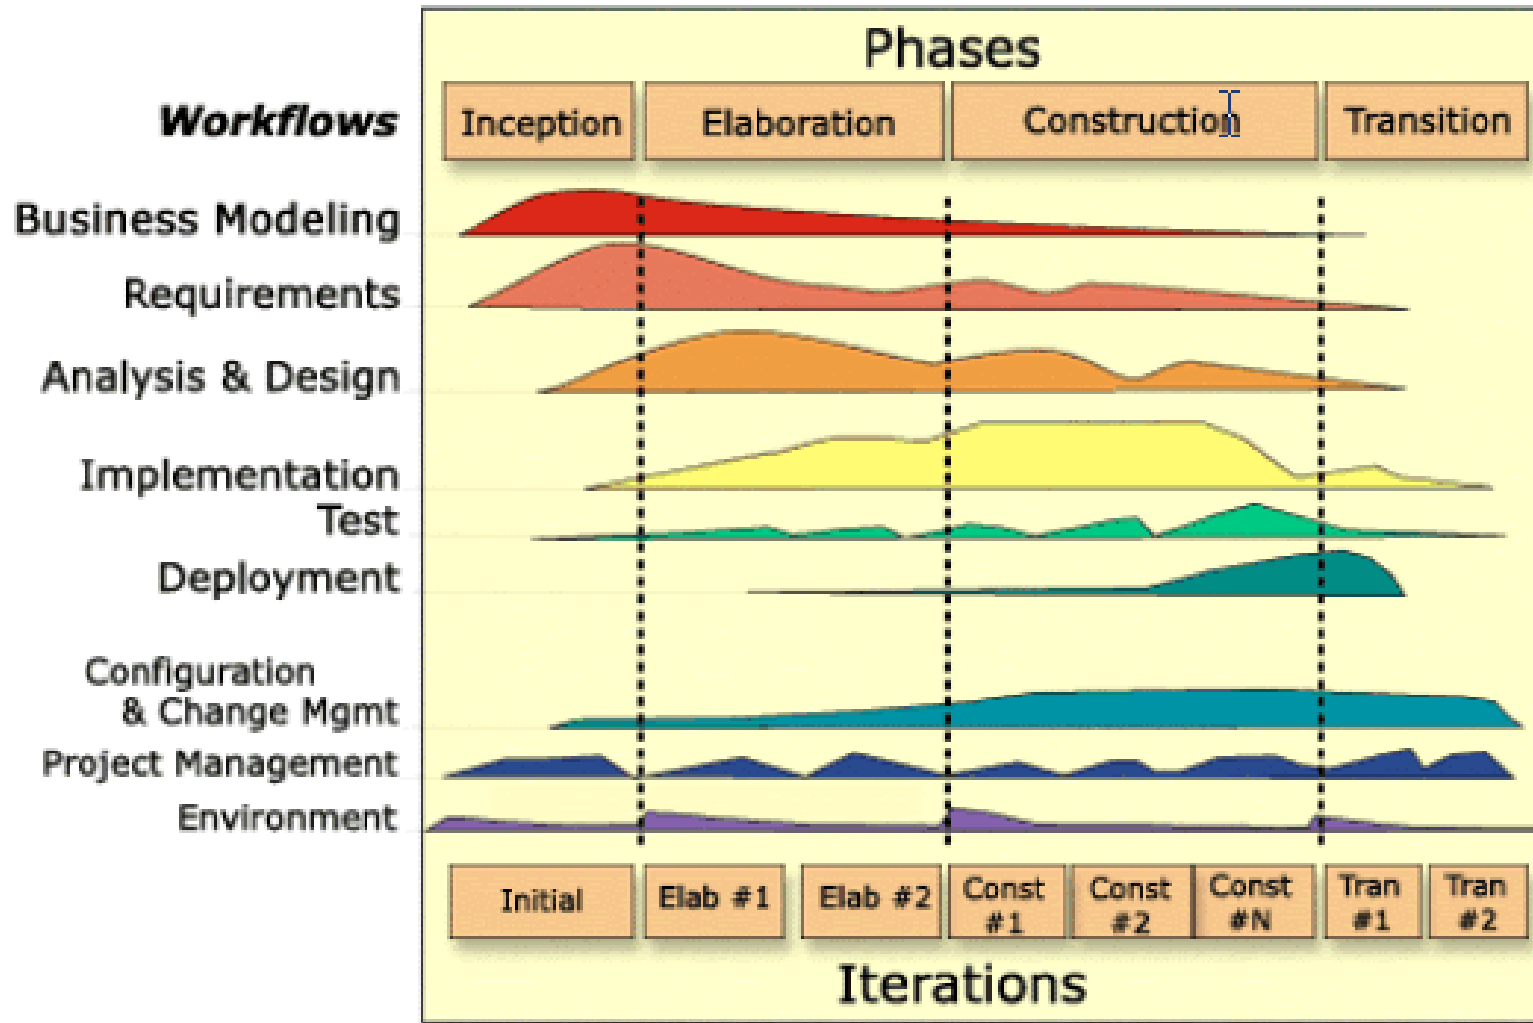 Phases
Workflows
Inception
Elaboration
Construction
Transition
Business Modeling
Requirements
Analysis & Design
Implementation
Test
Deployment
Configuration
& Change Mgmt
Project Management
Environment
Initial
Elab #1
Elab #2
Const
#1
Const
#2
Const
#N
Tran
#1
Tran
#2
Iterations